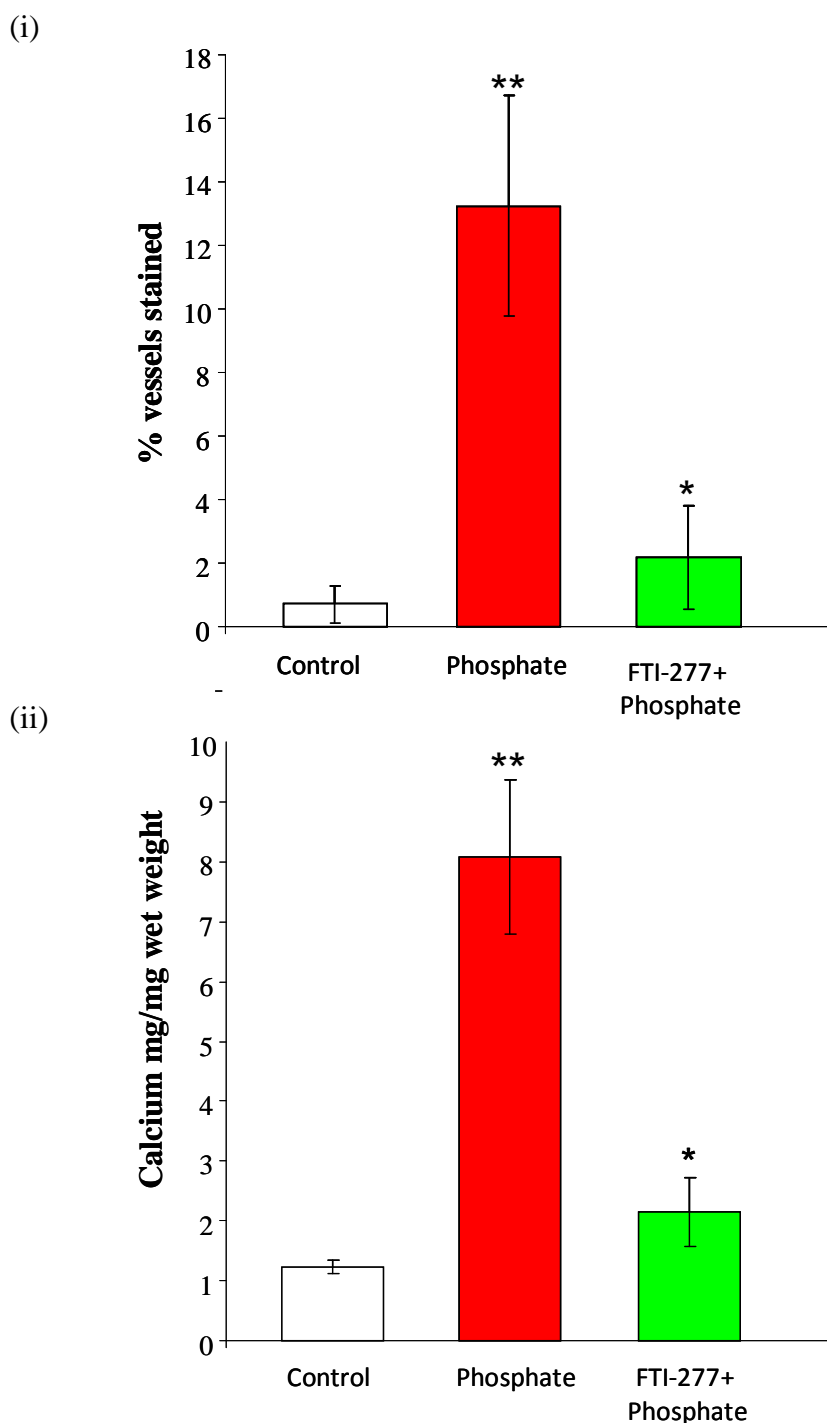 (i)
18
16
14
12
10
8
6
4
2
0
% vessels stained
**
*
Control
Phosphate
FTI-277+
Phosphate
-
(ii)
10
9
8
7
6
5
4
3
2
1
0
Calcium mg/mg wet weight
**
*
Control
Phosphate
FTI-277+
Phosphate